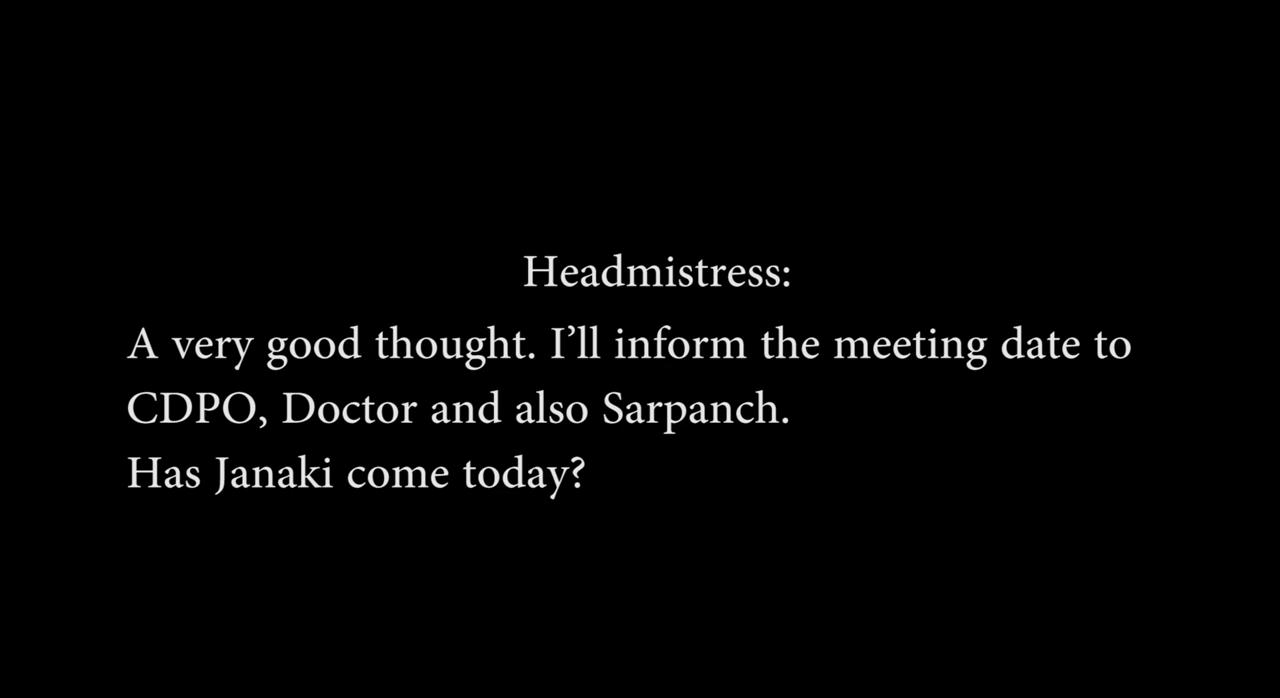 Headmistress:
A very good thought. I’ll inform the meeting date to
CDPO, Doctor and also Sarpanch.
Has Janaki come today?